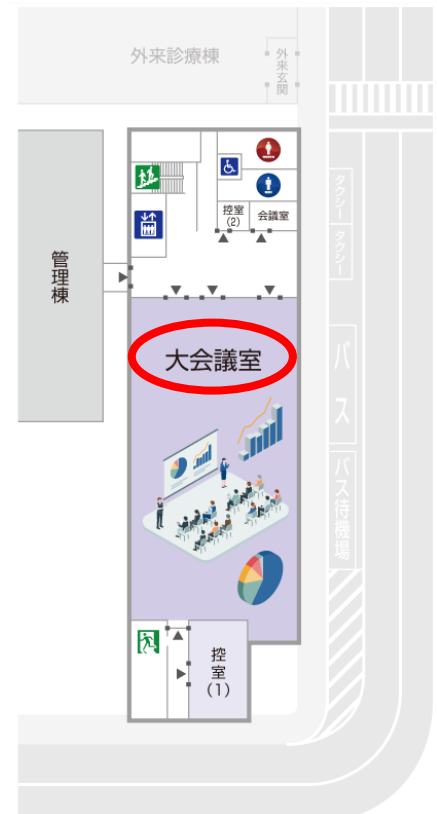 外来診療棟
外来玄関
タクシー
タクシー
控室
(2)
会議室
管理棟
大会議室
バス
バス待機場
控室
(1)